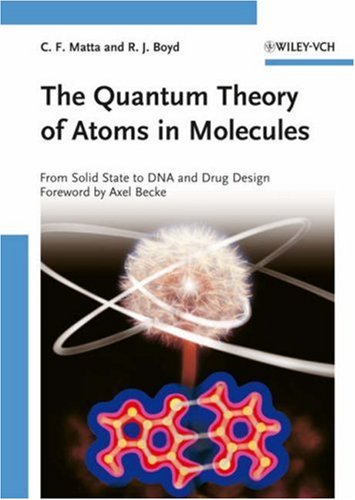 C. F. Matta and R. J. Boyd
WILEY-VCH
The Quantum Theory
of Atoms in Molecules
From Solid State to DNA and Drug Design
Foreword by Axel Becke